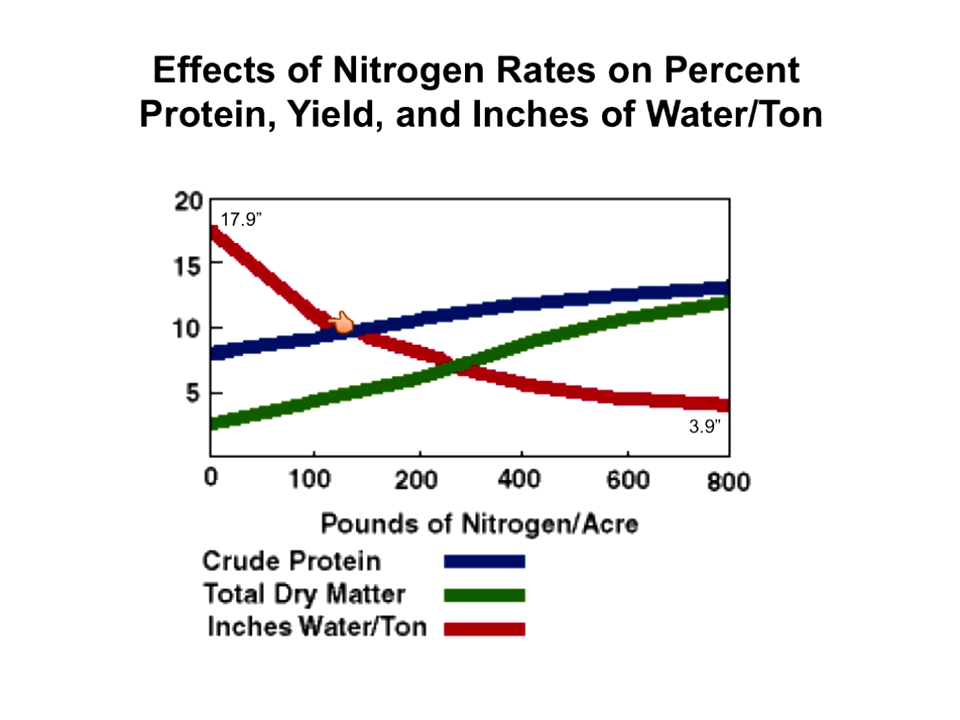 Effects of Nitrogen Rates on Percent
Protein, Yield, and Inches of Water/Ton
20
17.9”
15
10
5
3.9”
0 100 200 400 600 800
Pounds of Nitrogen/Acre
Crude Protein
Total Dry Matter
Inches Water/Ton